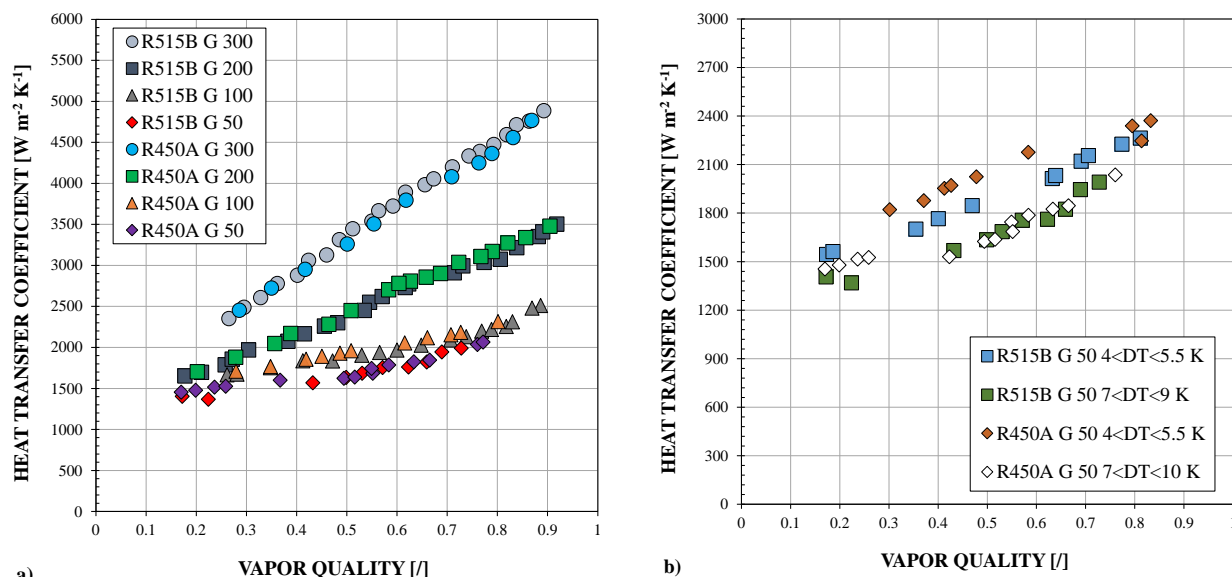 HEAT TRANSFER COEFFICIENT [W m-2 K-1]
6000
5500
5000
4500
4000
3500
3000
2500
2000
1500
1000
500
0
R515B G 300
R515B G 200
R515B G 100
R515B G 50
R450A G 300
R450A G 200
R450A G 100
R450A G 50
0 0.1 0.2 0.3 0.4 0.5 0.6 0.7 0.8 0.9 1
VAPOR QUALITY [/]
a)
HEAT TRANSFER COEFFICIENT [W m-2 K-1]
3000
2700
2400
2100
1800
1500
1200
900
600
300
0
R515B G 50 4<DT<5.5 K
R515B G 50 7<DT<9 K
R450A G 50 4<DT<5.5 K
R450A G 50 7<DT<10 K
0 0.1 0.2 0.3 0.4 0.5 0.6 0.7 0.8 0.9 1
VAPOR QUALITY [/]
b)